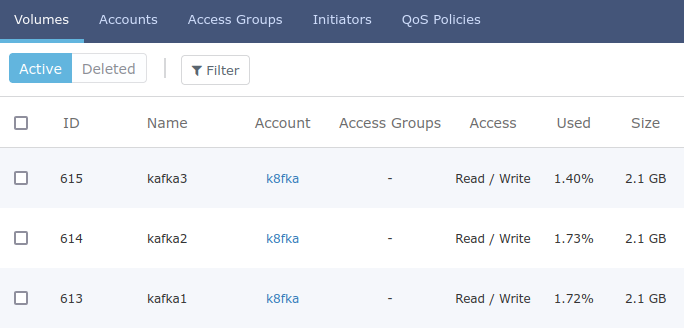 Volumes Accounts Access Groups Initiators QoS Policies
Active Deleted Filter
ID Name Account Access Groups Access Used Size
615 kafka3 k8fka - Read / Write 1.40% 2.1 GB
614 kafka2 k8fka - Read / Write 1.73% 2.1 GB
613 kafka1 k8fka - Read / Write 1.72% 2.1 GB